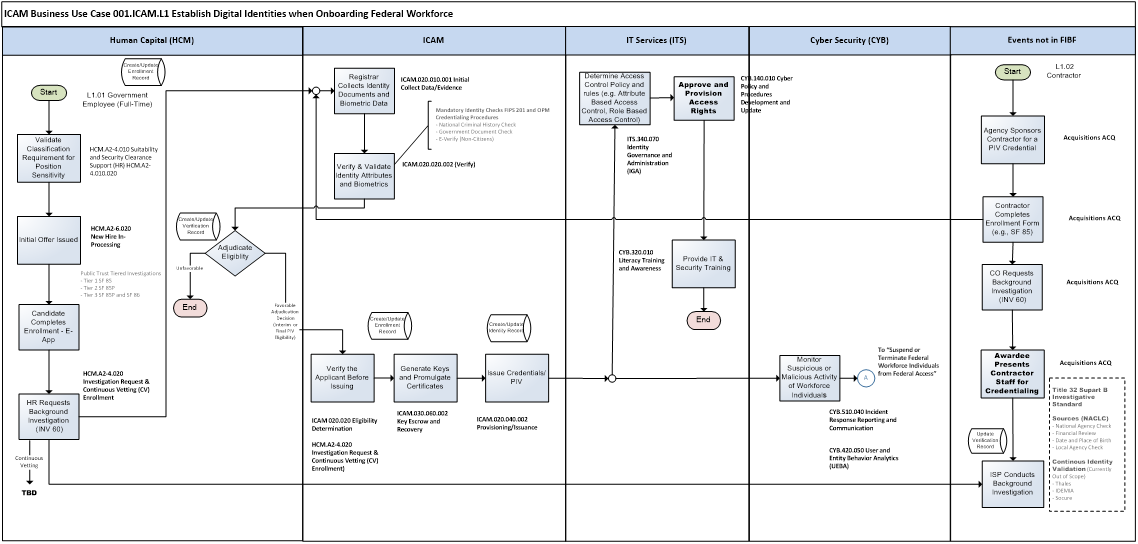 ICAM Business Use Case 001.ICAM.L1 Establish Digital Identities when Onboarding Federal Workforce
Human Capital (HCM)
ICAM
IT Services (ITS)
Cyber Security (CYB)
Events not in FIBF
Create/Update
Enrollment
Record
Start
L1.01 Government
Employee (Full-Time)
Validate
Classification
Requirement for
Position
Sensitivity
HCM.A2-4.010 Suitability
and Security Clearance
Support (HR) HCM.A2-
4.010.020
Initial Offer Issued
HCM.A2-6.020
New Hire In-
Processing
Public Trust Tiered Investigations
- Tier 1 SF 85
- Tier 2 SF 85P
- Tier 3 SF 85P and SF 86
Candidate
Completes
Enrollment - E-
App
HCM.A2-4.020
Investigation Request &
Continuous Vetting (CV)
Enrollment
HR Requests
Background
Investigation
(INV 60)
Continuous
Vetting
TBD
Create/Update
Verification
Record
Adjudicate
Eligiblity
Unfavorable
End
Favorable
Adjudication
Decision
(Interim or
Final PIV
Eligibility)
Registrar
Collects Identity
Documents and
Biometric Data
ICAM.020.010.001 Initial
Collect Data/Evidence
Mandatory Identity Checks FIPS 201 and OPM
Credentialing Procedures
- National Criminal History Check
- Government Document Check
- E-Verify (Non-Citizens)
Verify & Validate
Identity Attributes
and Biometrics
ICAM.020.020.002 (Verify)
Create/Update
Enrollment
Record
Create/Update
Identity Record
Verify the
Applicant Before
Issuing
Generate Keys
and Promulgate
Certificates
Issue Credentials/
PIV
ICAM 020.020 Eligibility
Determination
HCM.A2-4.020
Investigation Request &
Continuous Vetting (CV)
Enrollment)
ICAM.030.060.002
Key Escrow and
Recovery
ICAM.020.040.002
Provisioning/Issuance
Determine Access
Control Policy and
rules (e.g. Attribute
Based Access
Control, Role Based
Access Control)
Approve and
Provision
Access
Rights
CYB.140.010 Cyber
Policy and
Procedures
Development and
Update
ITS.340.070
Identity
Governance and
Administration
(IGA)
CYB.320.010
Literacy Training
and Awareness
Provide IT &
Security Training
End
Monitor
Suspicious or
Malicious Activity
of Workforce
Individuals
A
To "Suspend or
Terminate Federal
Workforce Individuals
from Federal Access"
CYB.510.040 Incident
Response Reporting and
Communication
CYB.420.050 User and
Entity Behavior Analytics
(UEBA)
Start
L1.02
Contractor
Agency Sponsors
Contractor for a
PIV Credential
Acquisitions ACQ
Contractor
Completes
Enrollment Form
(e.g., SF 85)
Acquisitions ACQ
CO Requests
Background
Investigation
(INV 60)
Acquisitions ACQ
Awardee
Presents
Contractor
Staff for
Credentialing
Acquisitions ACQ
Title 32 Supart B
Investigative
Standard
Sources (NACLC)
- National Agency Check
- Financial Review
- Date and Place of Birth
- Local Agency Check
Continous Identity
Validation (Currently
Out of Scope)
- Thales
- IDEMIA
- Socure
Update
Verification
Record
ISP Conducts
Background
Investigation